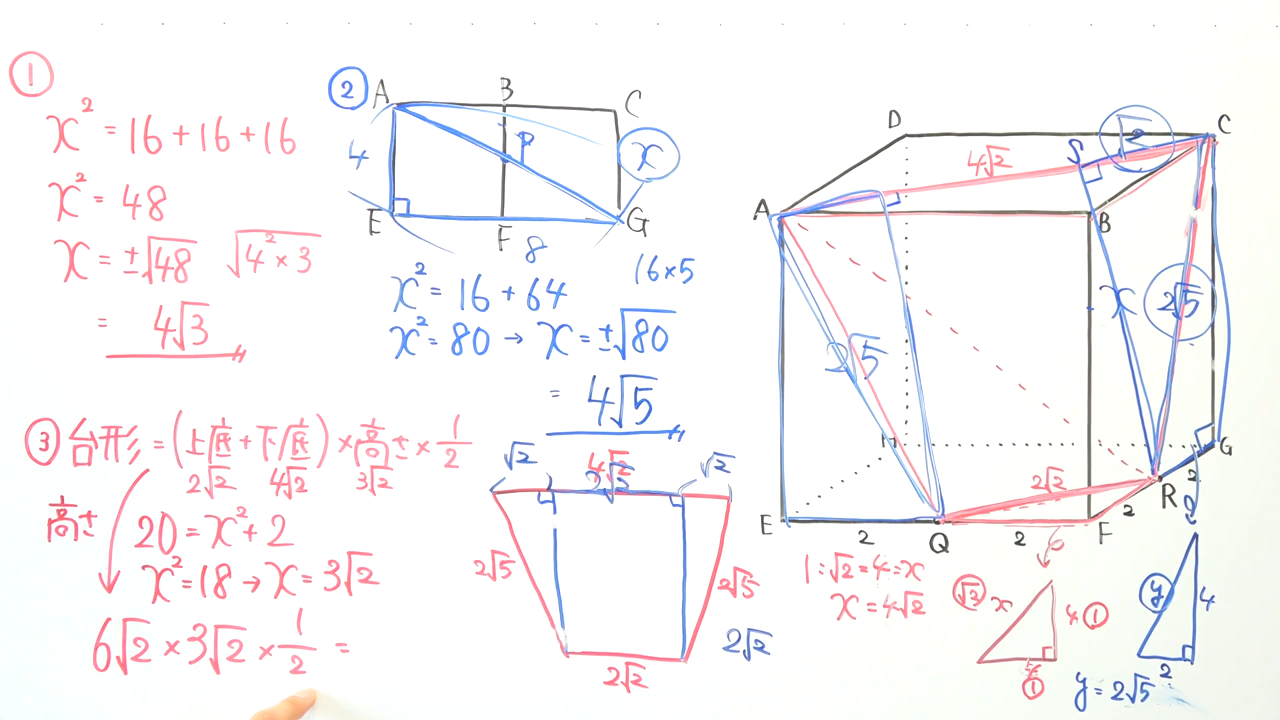 ①
x² = 16 + 16 + 16
x² = 48
x = ±√48 √4²×3
= 4√3
②
A B C
4 P x
E F G
8
x² = 16 + 64 16×5
x² = 80 → x = ±√80
= 4√5
③ 台形 = (上底 + 下底) × 高さ × 1/2
2√2 4√2 3√2
高さ
20 = x² + 2
x² = 18 → x = 3√2
6√2 × 3√2 × 1/2 =
√2 4√2 √2
2√2
2√5 2√5
2√2
2√2
D C
4√2 S √2
A B
x 2√5
2√5
H G
2√2 R 2
E 2 Q 2 F 2
1:√2 = 4:x
x = 4√2
√2 x 4 ①
①
y 4
2
y = 2√5